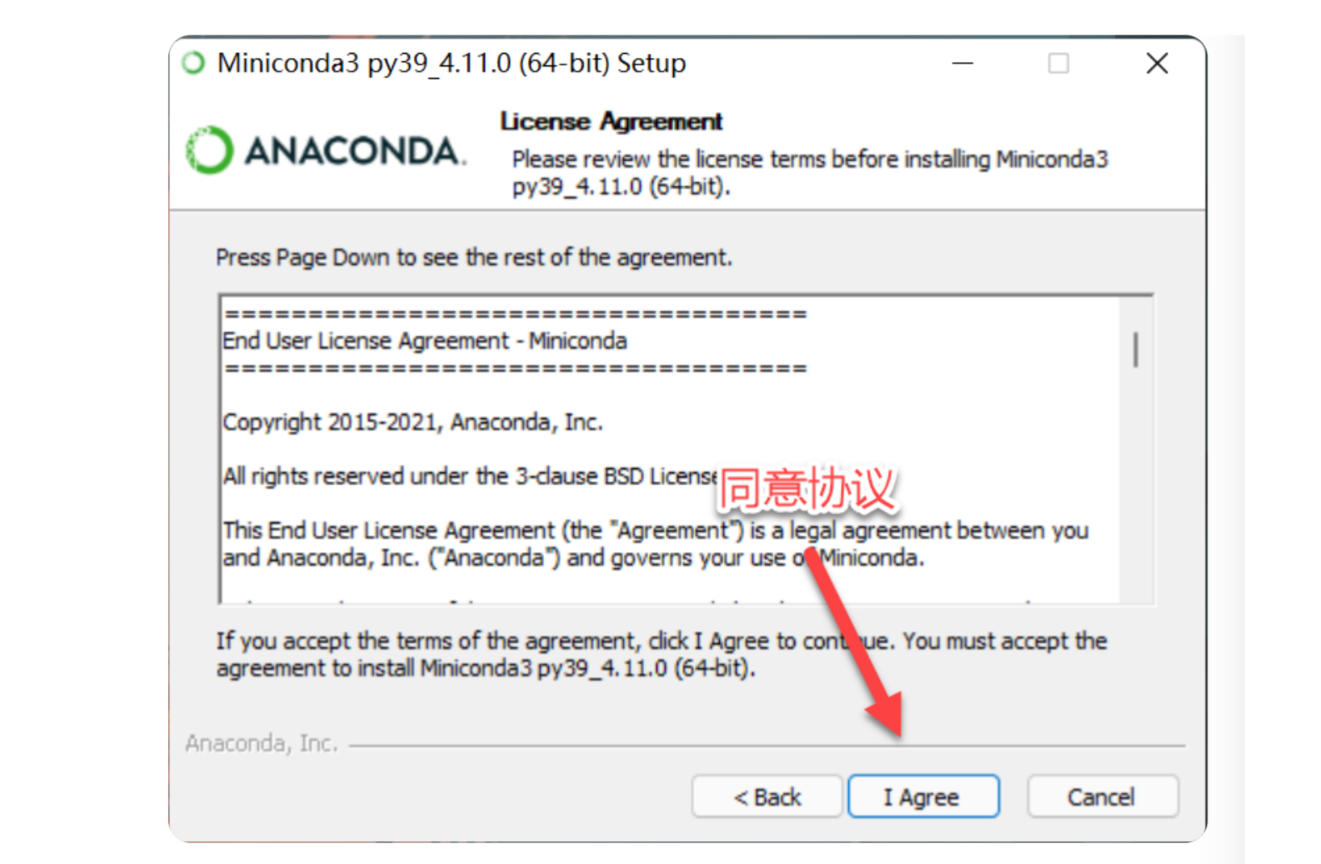 Miniconda3 py39_4.11.0 (64-bit) Setup
ANACONDA.
License Agreement
Please review the license terms before installing Miniconda3
py39_4.11.0 (64-bit).
Press Page Down to see the rest of the agreement.
===================================
End User License Agreement - Miniconda
===================================
Copyright 2015-2021, Anaconda, Inc.
All rights reserved under the 3-clause BSD License
同意协议
This End User License Agreement (the "Agreement") is a legal agreement between you
and Anaconda, Inc. ("Anaconda") and governs your use of Miniconda.
If you accept the terms of the agreement, click I Agree to continue. You must accept the
agreement to install Miniconda3 py39_4.11.0 (64-bit).
Anaconda, Inc.
< Back
I Agree
Cancel